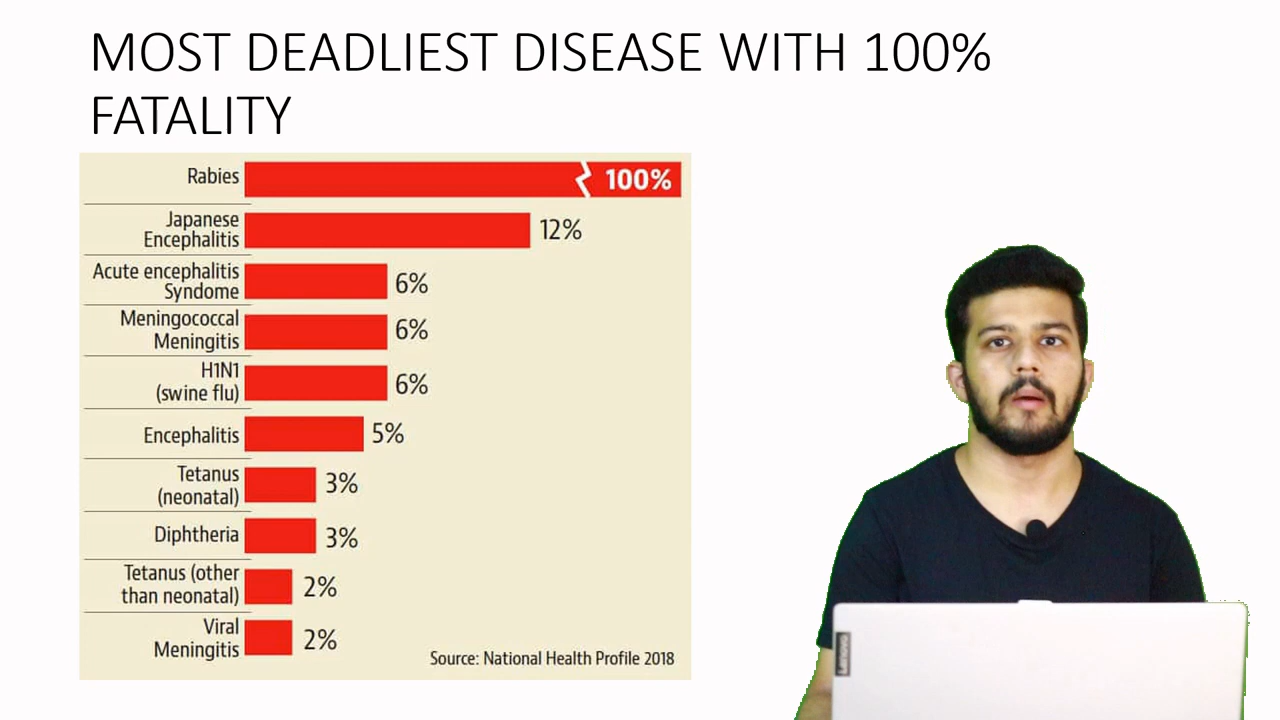 MOST DEADLIEST DISEASE WITH 100%
FATALITY
Rabies
100%
Japanese
Encephalitis
12%
Acute encephalitis
Syndome
6%
Meningococcal
Meningitis
6%
H1N1
(swine flu)
6%
Encephalitis
5%
Tetanus
(neonatal)
3%
Diphtheria
3%
Tetanus (other
than neonatal)
2%
Viral
Meningitis
2%
Source: National Health Profile 2018
Lenovo